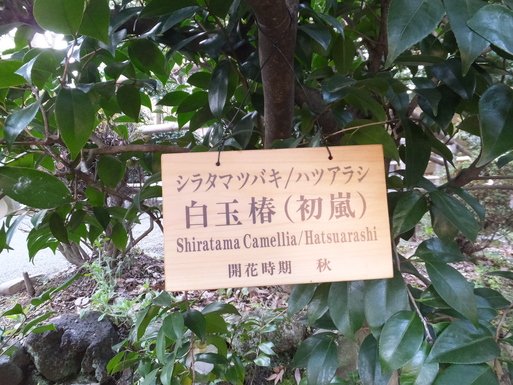 シラタマツバキ/ハツアラシ
白玉椿(初嵐)
Shiratama Camellia/Hatsuarashi
開花時期 秋